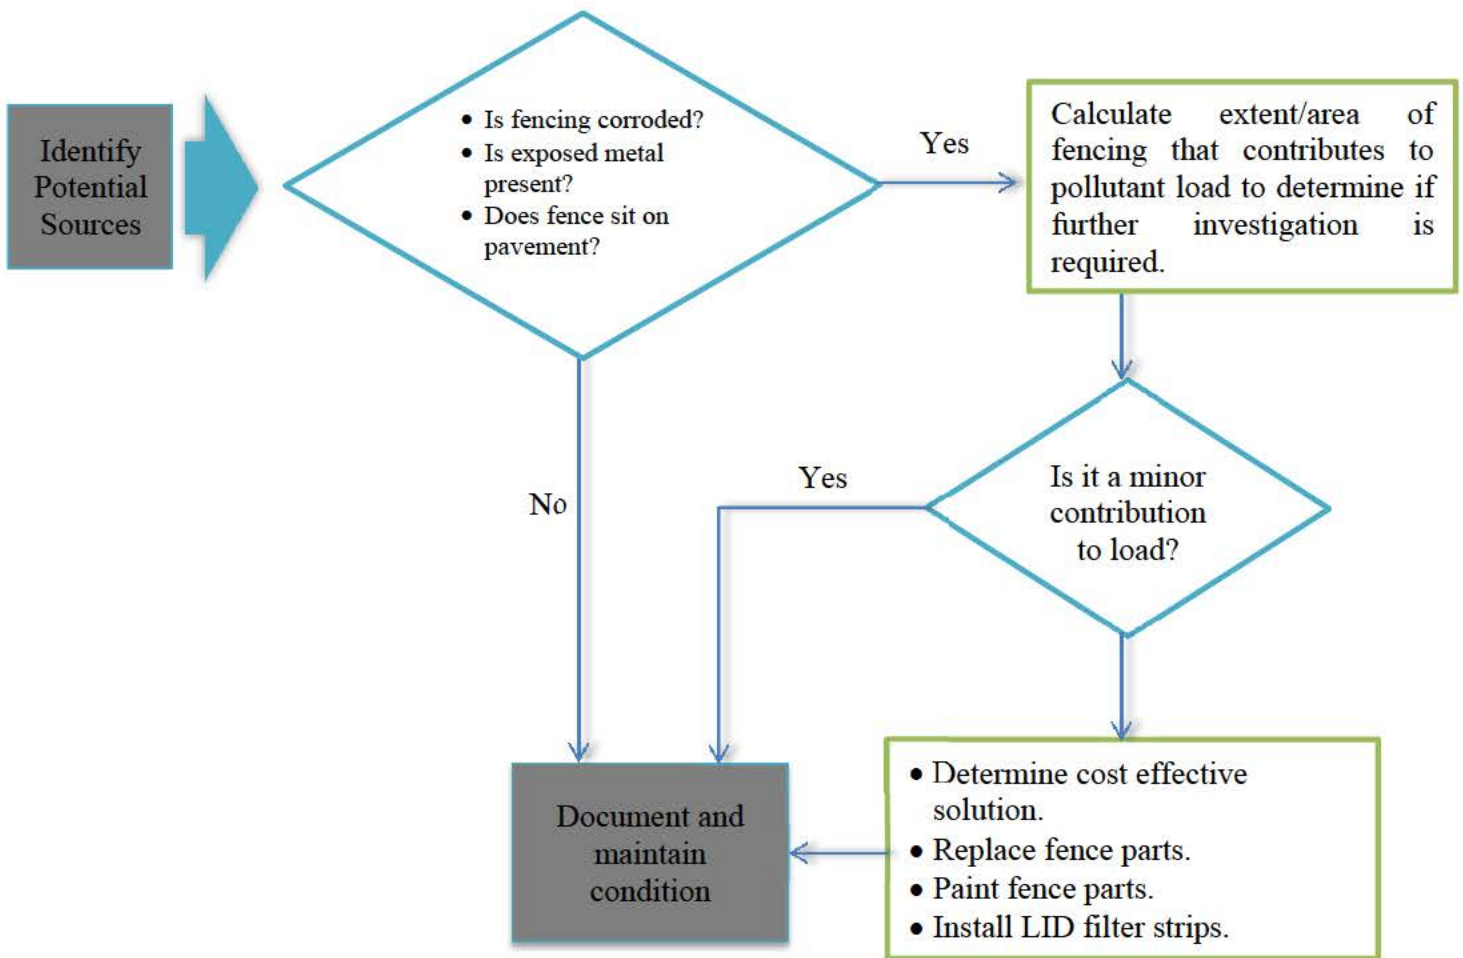 Identify
Potential
Sources
• Is fencing corroded?
• Is exposed metal
present?
• Does fence sit on
pavement?
Yes
Calculate extent/area of
fencing that contributes to
pollutant load to determine if
further investigation is
required.
No
Yes
Is it a minor
contribution
to load?
Document and
maintain
condition
• Determine cost effective
solution.
• Replace fence parts.
• Paint fence parts.
• Install LID filter strips.